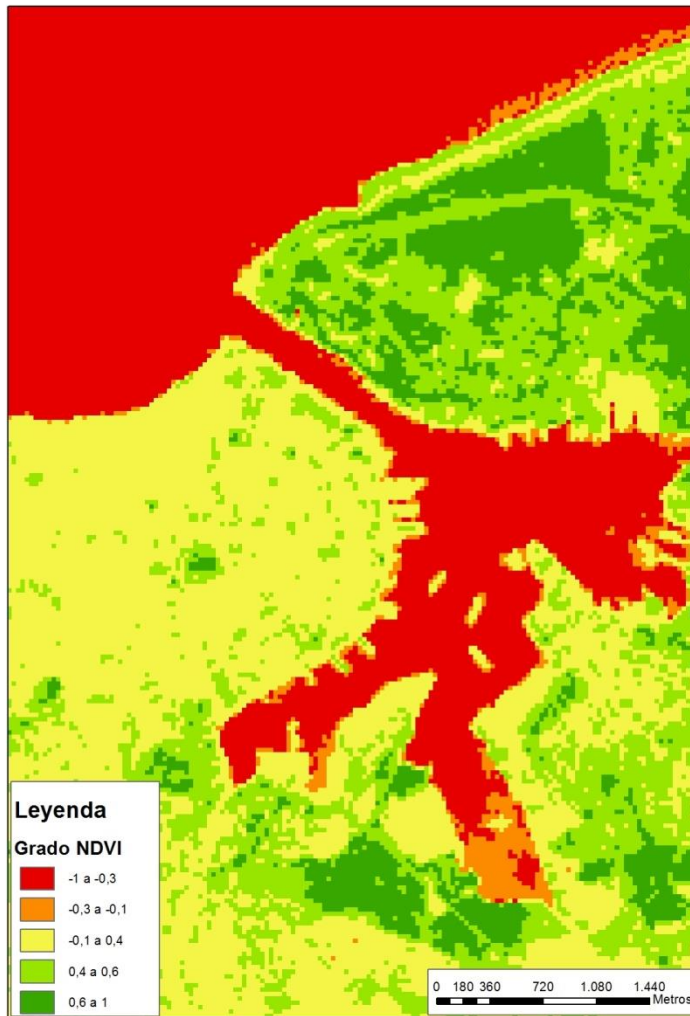 Leyenda
Grado NDVI
-1 a -0,3
-0,3 a -0,1
-0,1 a 0,4
0,4 a 0,6
0,6 a 1
0 180 360 720 1.080 1.440
Metros